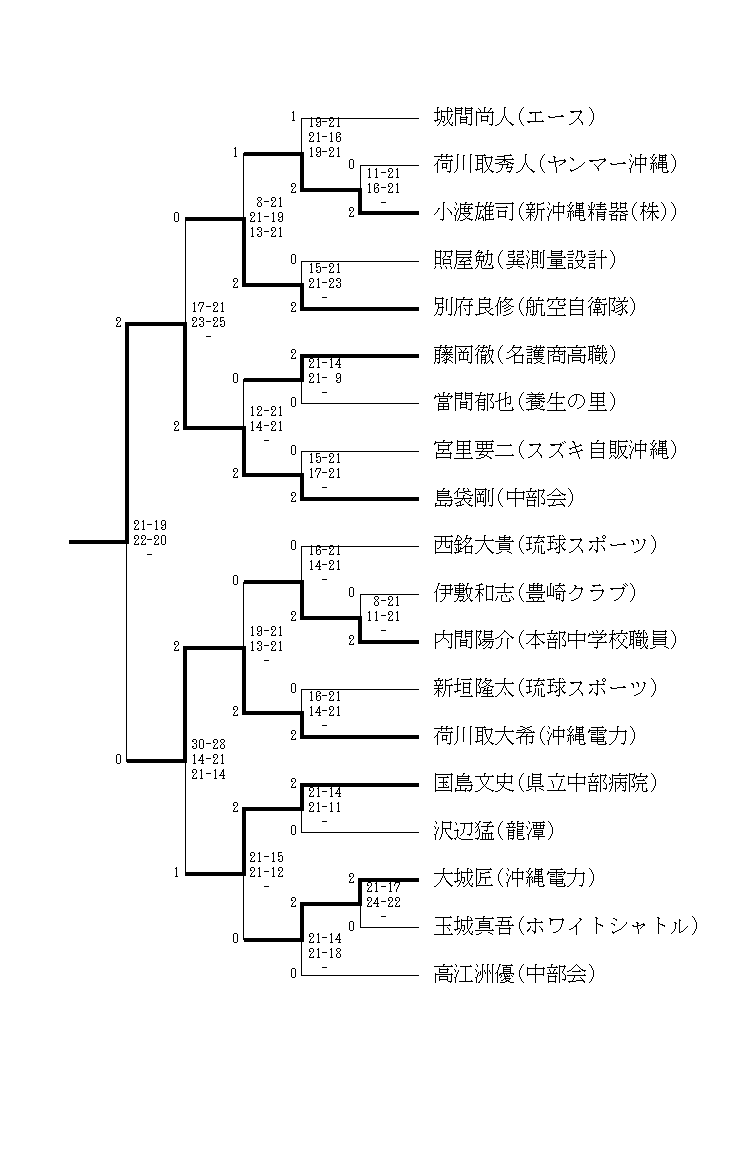 1 19-21 城間尚人(エース)
21-16
1 19-21 0 荷川取秀人(ヤンマー沖縄)
11-21
2 16-21
8-21 -
0 21-19 2 小渡雄司(新沖縄精器(株))
13-21
0 照屋勉(巽測量設計)
15-21
2 21-23
17-21 2 - 別府良修(航空自衛隊)
2 23-25
-
2 藤岡徹(名護商高職)
21-14
0 21- 9
-
12-21 0 當間郁也(養生の里)
2 14-21
-
0 宮里要二(スズキ自販沖縄)
15-21
2 17-21
-
2 島袋剛(中部会)
21-19
22-20
-
0 西銘大貴(琉球スポーツ)
16-21
14-21
0 -
0 伊敷和志(豊崎クラブ)
8-21
2 11-21
-
19-21 2 内間陽介(本部中学校職員)
2 13-21
-
0 新垣隆太(琉球スポーツ)
16-21
2 14-21
-
2 荷川取大希(沖縄電力)
30-28
0 14-21
21-14
2 国島文史(県立中部病院)
21-14
2 21-11
-
0 沢辺猛(龍潭)
21-15
1 21-12
-
2 大城匠(沖縄電力)
21-17
2 24-22
-
0 玉城真吾(ホワイトシャトル)
0 21-14
21-18
-
0 高江洲優(中部会)